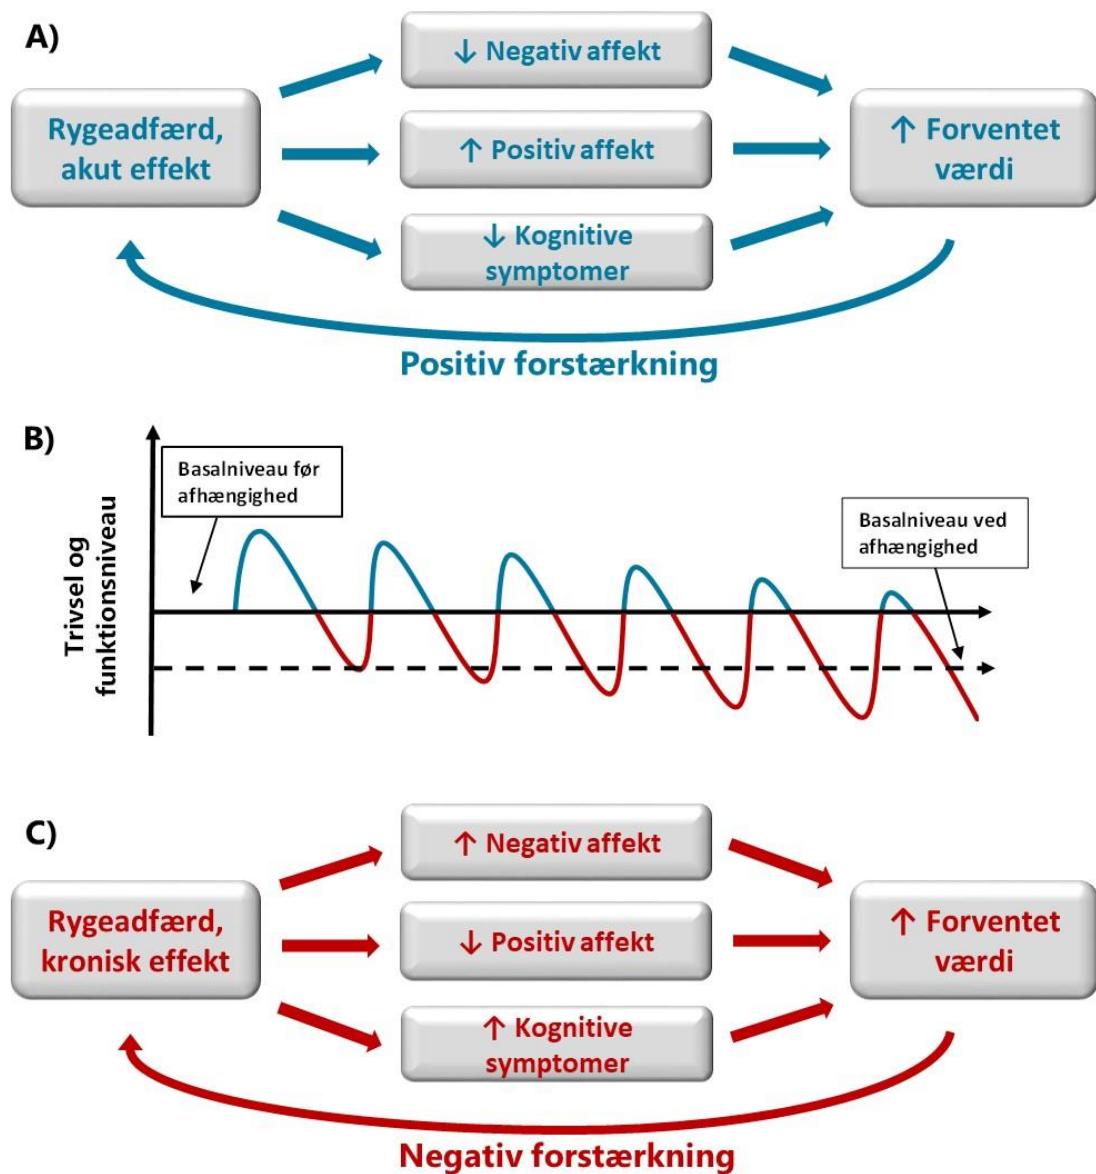 A)
↓ Negativ affekt
Rygeadfærd,
akut effekt
↑ Positiv affekt
↑ Forventet
værdi
↓ Kognitive
symptomer
Positiv forstærkning
B)
Trivsel og
funktionsniveau
Basalniveau før
afhængighed
Basalniveau ved
afhængighed
C)
↑ Negativ affekt
Rygeadfærd,
kronisk effekt
↓ Positiv affekt
↑ Forventet
værdi
↑ Kognitive
symptomer
Negativ forstærkning